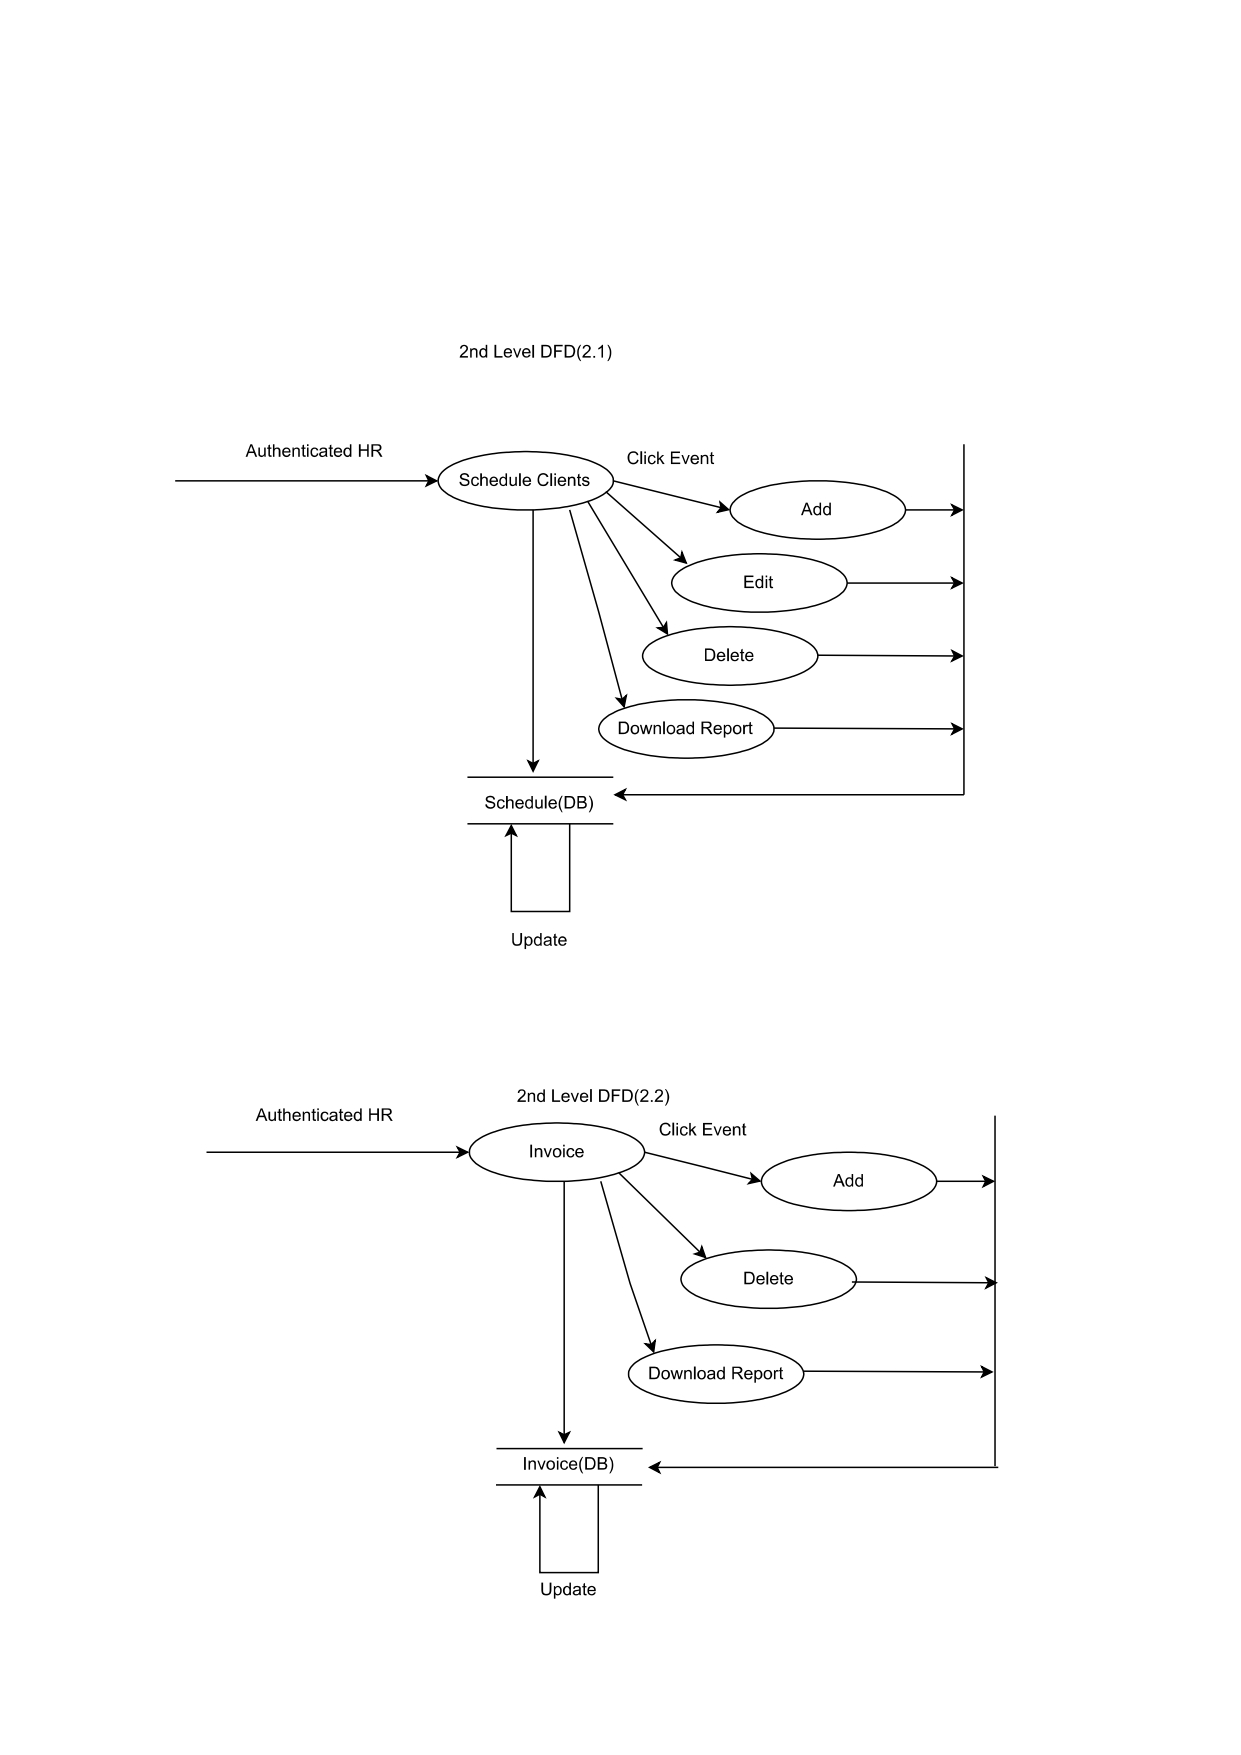 2nd Level DFD(2.1)
Authenticated HR
Click Event
Schedule Clients
Add
Edit
Delete
Download Report
Schedule(DB)
Update
2nd Level DFD(2.2)
Authenticated HR
Click Event
Invoice
Add
Delete
Download Report
Invoice(DB)
Update